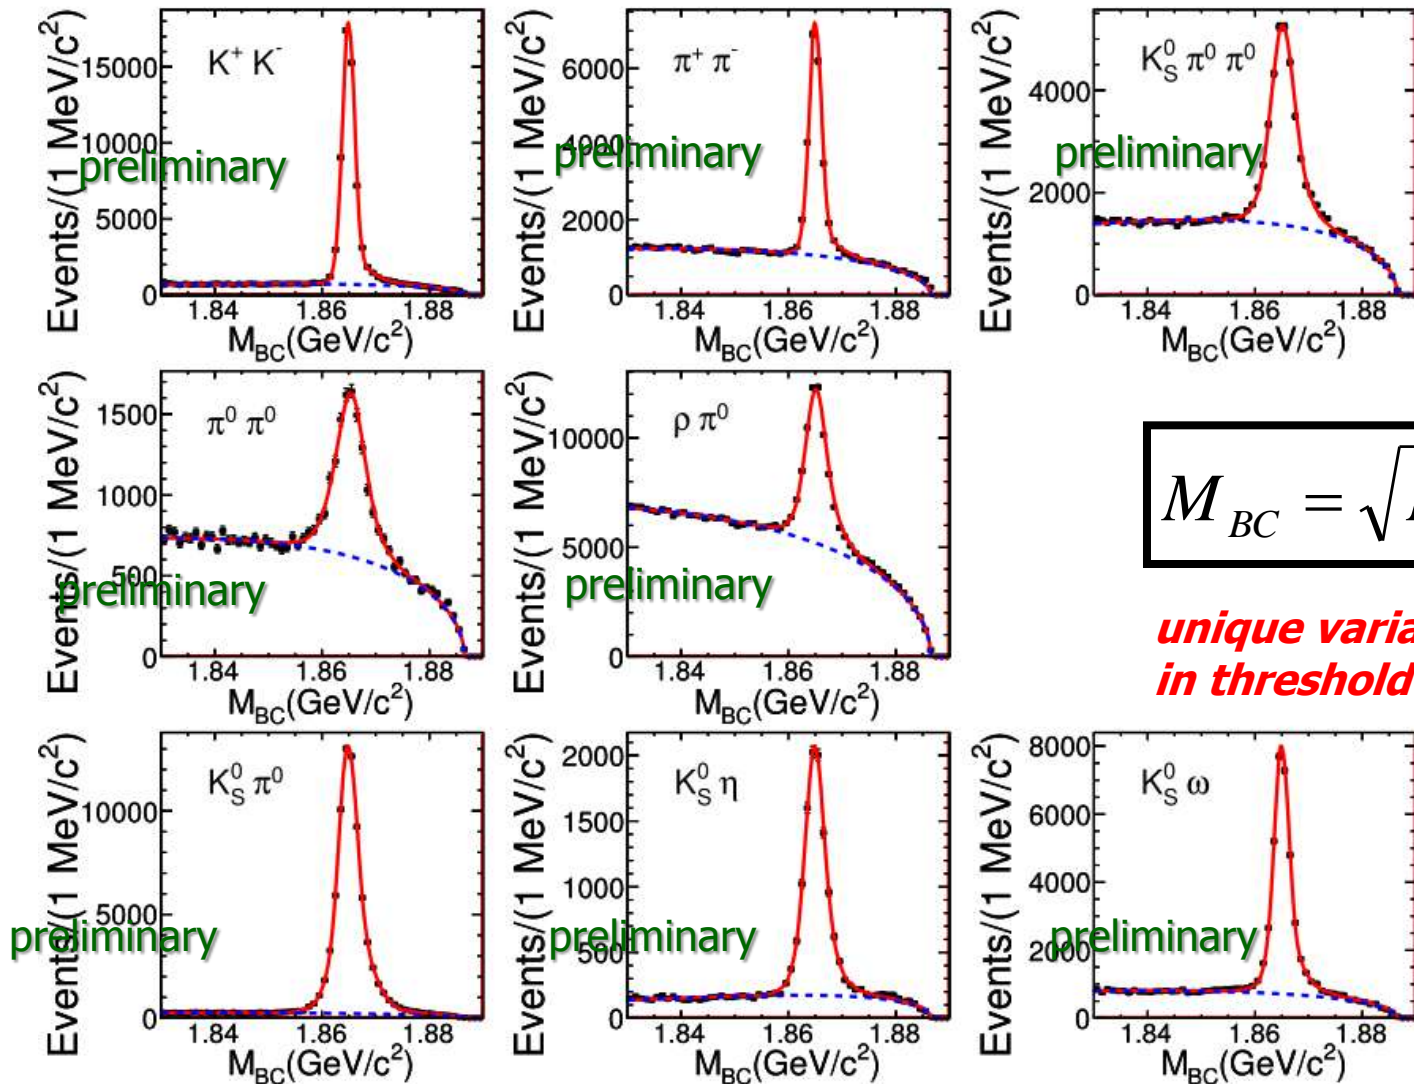 Events/(1 MeV/c²)
15000
10000
5000
0
K⁺ K⁻
preliminary
1.84 1.86 1.88
M_BC(GeV/c²)
Events/(1 MeV/c²)
6000
4000
2000
0
π⁺ π⁻
preliminary
1.84 1.86 1.88
M_BC(GeV/c²)
Events/(1 MeV/c²)
4000
2000
0
K_S⁰ π⁰ π⁰
preliminary
1.84 1.86 1.88
M_BC(GeV/c²)
Events/(1 MeV/c²)
1500
1000
500
0
π⁰ π⁰
preliminary
1.84 1.86 1.88
M_BC(GeV/c²)
Events/(1 MeV/c²)
10000
5000
0
ρ π⁰
preliminary
1.84 1.86 1.88
M_BC(GeV/c²)
M_BC = √
unique
in threshold
Events/(1 MeV/c²)
10000
5000
0
K_S⁰ π⁰
preliminary
1.84 1.86 1.88
M_BC(GeV/c²)
Events/(1 MeV/c²)
2000
1500
1000
500
0
K_S⁰ η
preliminary
1.84 1.86 1.88
M_BC(GeV/c²)
Events/(1 MeV/c²)
8000
6000
4000
2000
0
K_S⁰ ω
preliminary
1.84 1.86 1.88
M_BC(GeV/c²)